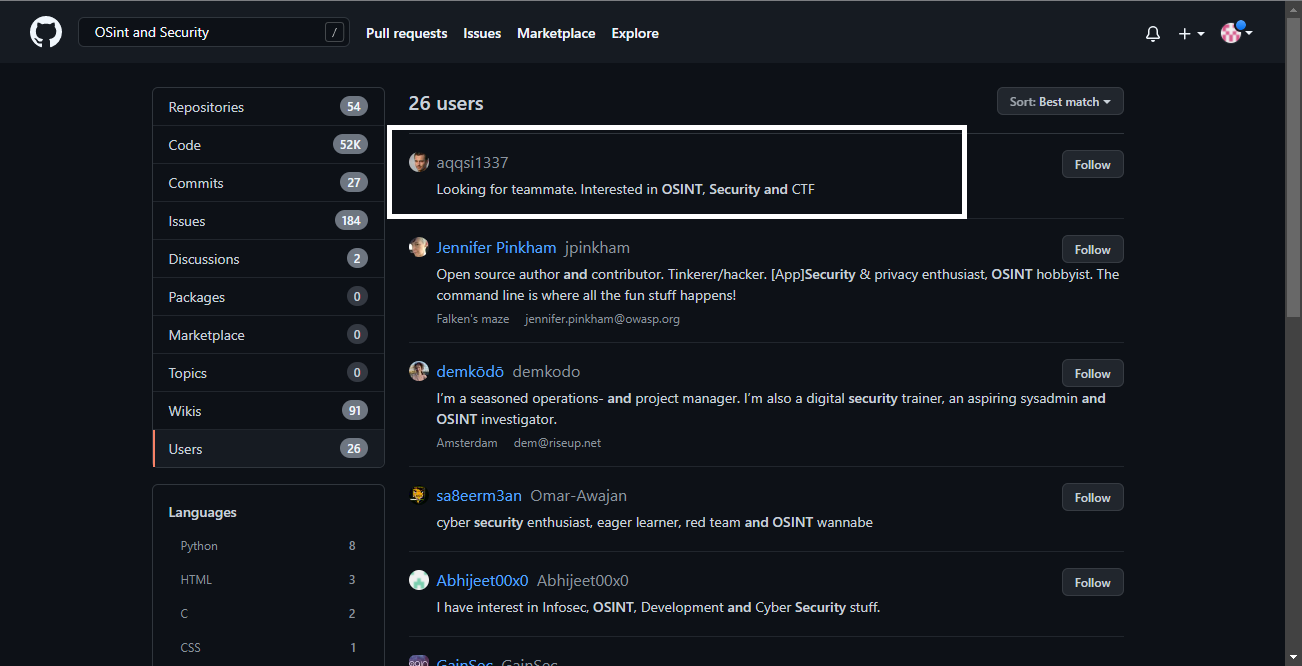 OSint and Security /
Pull requests Issues Marketplace Explore
Repositories 54
Code 52K
Commits 27
Issues 184
Discussions 2
Packages 0
Marketplace 0
Topics 0
Wikis 91
Users 26
Languages
Python 8
HTML 3
C 2
CSS 1
26 users
Sort: Best match
aqqsi1337
Follow
Looking for teammate. Interested in OSINT, Security and CTF
Jennifer Pinkham jpinkham
Follow
Open source author and contributor. Tinkerer/hacker. [App]Security & privacy enthusiast, OSINT hobbyist. The
command line is where all the fun stuff happens!
Falken's maze jennifer.pinkham@owasp.org
demkōdō demkodo
Follow
I'm a seasoned operations- and project manager. I'm also a digital security trainer, an aspiring sysadmin and
OSINT investigator.
Amsterdam dem@riseup.net
sa8eerm3an Omar-Awajan
Follow
cyber security enthusiast, eager learner, red team and OSINT wannabe
Abhijeet00x0 Abhijeet00x0
Follow
I have interest in Infosec, OSINT, Development and Cyber Security stuff.
GainSec GainSec